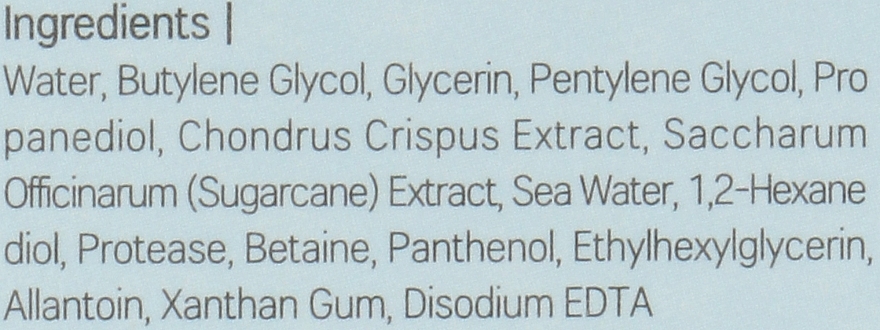 Ingredients |
Water, Butylene Glycol, Glycerin, Pentylene Glycol, Pro
panediol, Chondrus Crispus Extract, Saccharum
Officinarum (Sugarcane) Extract, Sea Water, 1,2-Hexane
diol, Protease, Betaine, Panthenol, Ethylhexylglycerin,
Allantoin, Xanthan Gum, Disodium EDTA